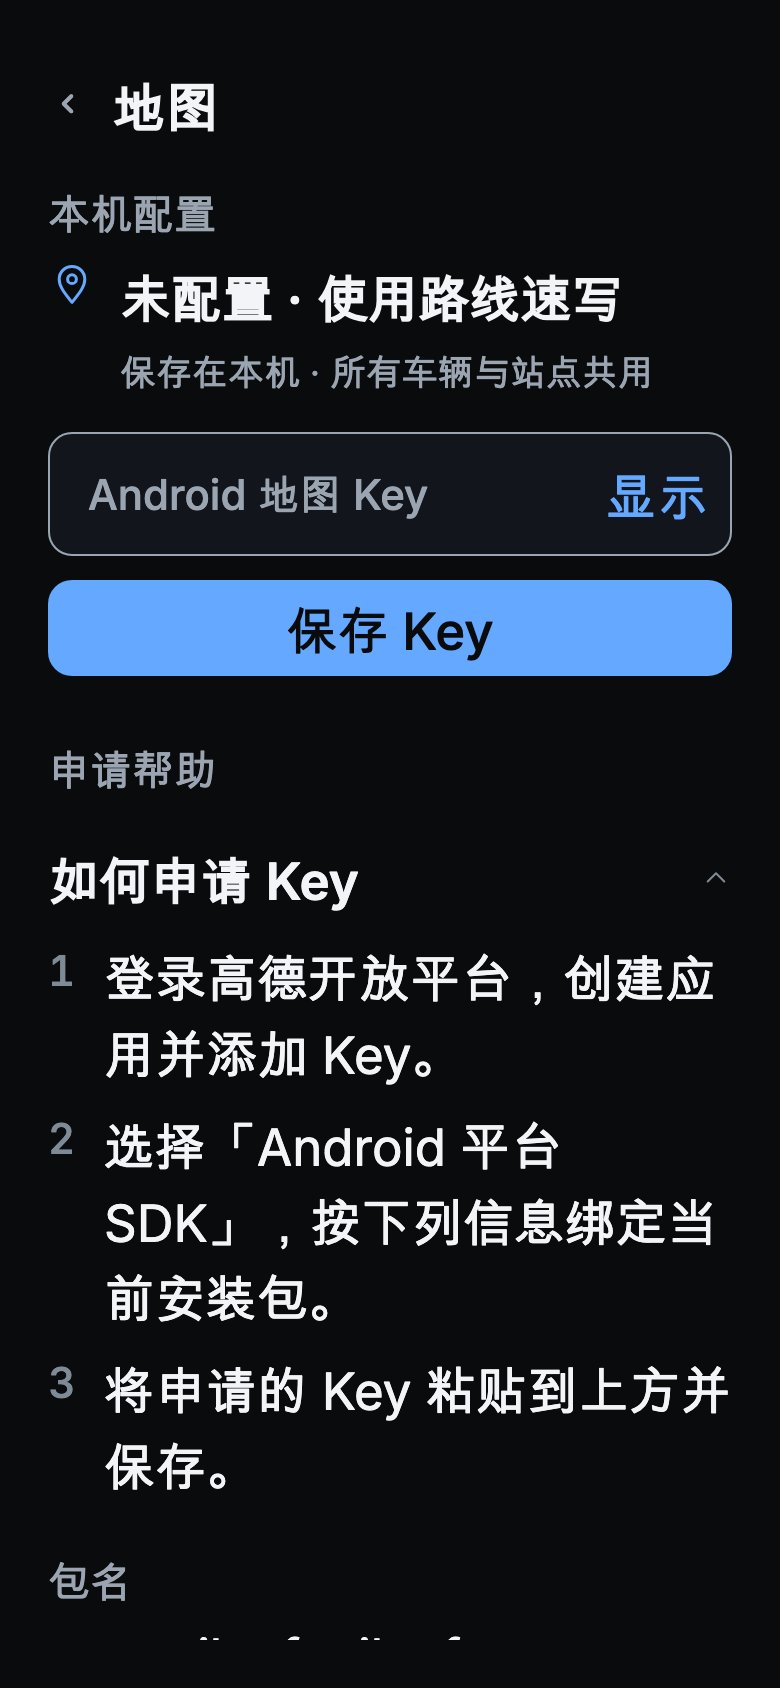 地图
本机配置
未配置 · 使用路线速写
保存在本机 · 所有车辆与站点共用
Android 地图 Key
显示
保存 Key
申请帮助
如何申请 Key
1 登录高德开放平台，创建应
用并添加 Key。
2 选择「Android 平台
SDK」，按下列信息绑定当
前安装包。
3 将申请的 Key 粘贴到上方并
保存。
包名